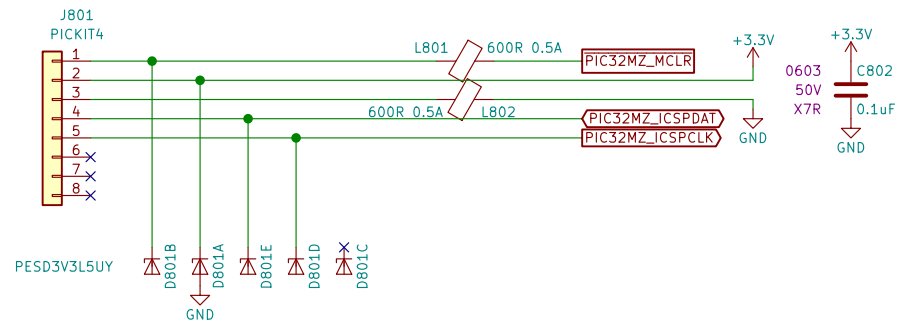 J801
PICKIT4
1
2
3
4
5
6
7
8
L801
600R 0.5A
PIC32MZ_MCLR
600R 0.5A
L802
PIC32MZ_ICSPDAT
PIC32MZ_ICSPCLK
+3.3V
GND
+3.3V
0603
50V
X7R
C802
0.1uF
GND
PESD3V3L5UY
D801B
D801A
D801E
D801D
D801C
GND